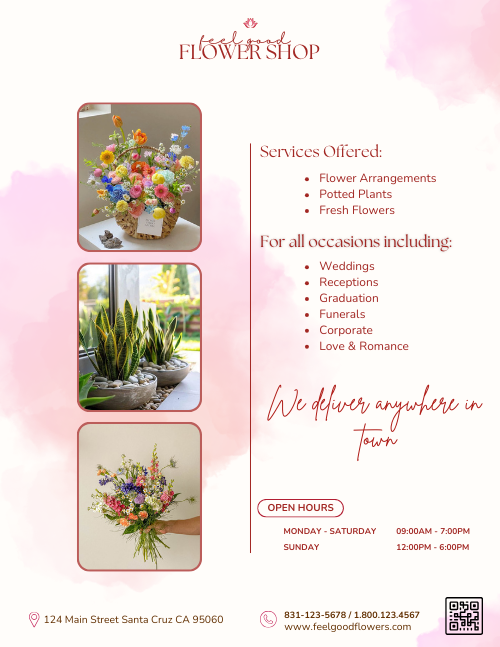 feel good
FLOWER SHOP
Services Offered:
• Flower Arrangements
• Potted Plants
• Fresh Flowers
For all occasions including:
• Weddings
• Receptions
• Graduation
• Funerals
• Corporate
• Love & Romance
We deliver anywhere in
Town
OPEN HOURS
MONDAY - SATURDAY 09:00AM - 7:00PM
SUNDAY 12:00PM - 6:00PM
124 Main Street Santa Cruz CA 95060
831-123-5678 / 1.800.123.4567
www.feelgoodflowers.com